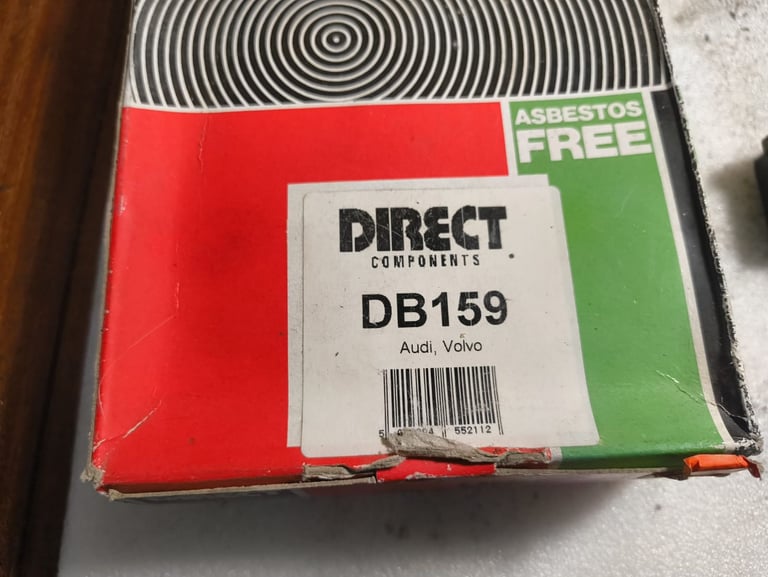 ASBESTOS
FREE
DIRECT
COMPONENTS
DB159
Audi, Volvo
552112